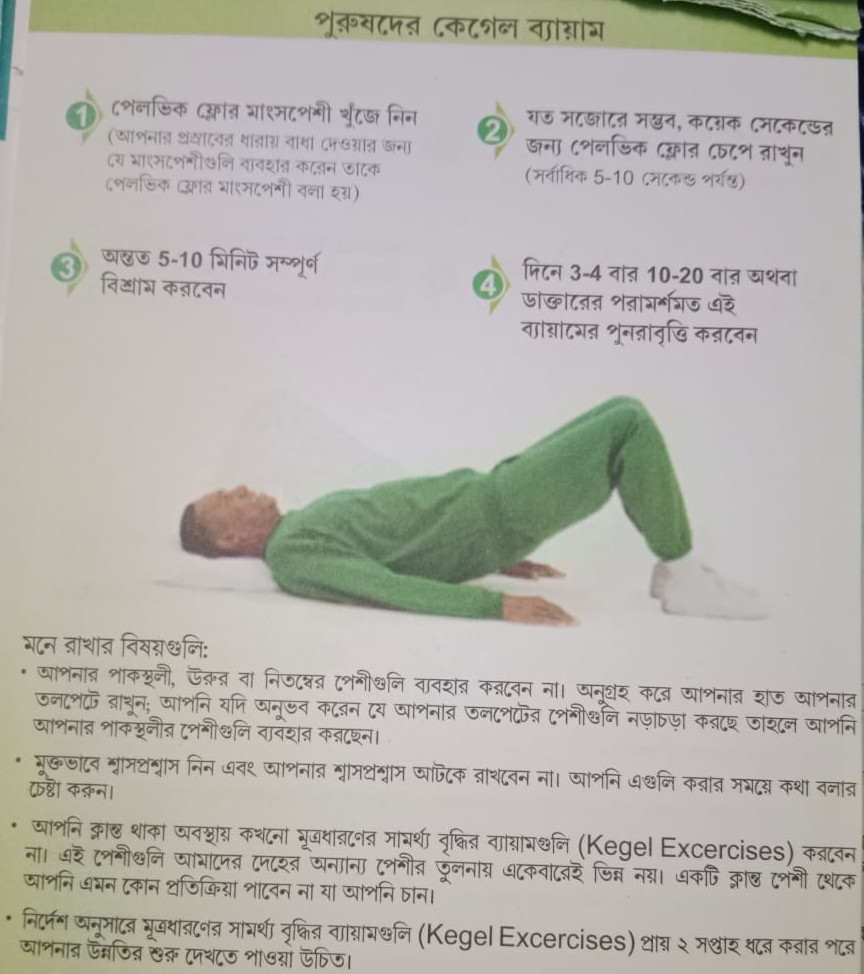 পুরুষদের কেগেল ব্যায়াম
1 পেলভিক ফ্লোর মাংসপেশী খুঁজে নিন
(আপনার প্রস্রাবের ধারায় বাধা দেওয়ার জন্য
যে মাংসপেশীগুলি ব্যবহার করেন তাকে
পেলভিক ফ্লোর মাংসপেশী বলা হয়)
2 যত সজোরে সম্ভব, কয়েক সেকেন্ডের
জন্য পেলভিক ফ্লোর চেপে রাখুন
(সর্বাধিক 5-10 সেকেন্ড পর্যন্ত)
3 অন্তত 5-10 মিনিট সম্পূর্ণ
বিশ্রাম করবেন
4 দিনে 3-4 বার 10-20 বার অথবা
ডাক্তারের পরামর্শমত এই
ব্যায়ামের পুনরাবৃত্তি করবেন
মনে রাখার বিষয়গুলি:
• আপনার পাকস্থলী, উরুর বা নিতম্বের পেশীগুলি ব্যবহার করবেন না। অনুগ্রহ করে আপনার হাত আপনার
তলপেটে রাখুন; আপনি যদি অনুভব করেন যে আপনার তলপেটের পেশীগুলি নড়াচড়া করছে তাহলে আপনি
আপনার পাকস্থলীর পেশীগুলি ব্যবহার করছেন।
• মুক্তভাবে শ্বাসপ্রশ্বাস নিন এবং আপনার শ্বাসপ্রশ্বাস আটকে রাখবেন না। আপনি এগুলি করার সময়ে কথা বলার
চেষ্টা করুন।
• আপনি ক্লান্ত থাকা অবস্থায় কখনো মূত্রধারণের সামর্থ্য বৃদ্ধির ব্যায়ামগুলি (Kegel Excercises) করবেন
না। এই পেশীগুলি আমাদের দেহের অন্যান্য পেশীর তুলনায় একেবারেই ভিন্ন নয়। একটি ক্লান্ত পেশী থেকে
আপনি এমন কোন প্রতিক্রিয়া পাবেন না যা আপনি চান।
• নির্দেশ অনুসারে মূত্রধারণের সামর্থ্য বৃদ্ধির ব্যায়ামগুলি (Kegel Excercises) প্রায় ২ সপ্তাহ ধরে করার পরে
আপনার উন্নতির শুরু দেখতে পাওয়া উচিত।